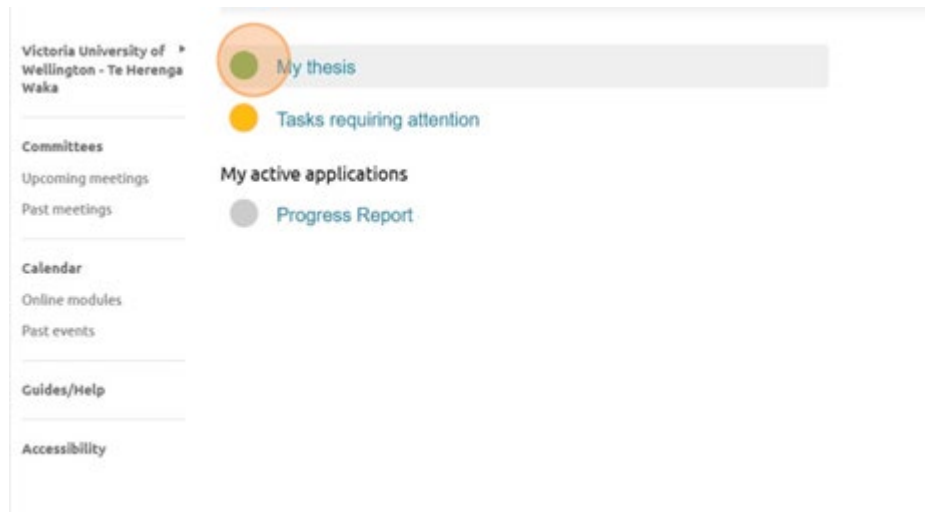 Victoria University of
Wellington - Te Herenga
Waka
Committees
Upcoming meetings
Past meetings
Calendar
Online modules
Past events
Guides/Help
Accessibility
My thesis
Tasks requiring attention
My active applications
Progress Report